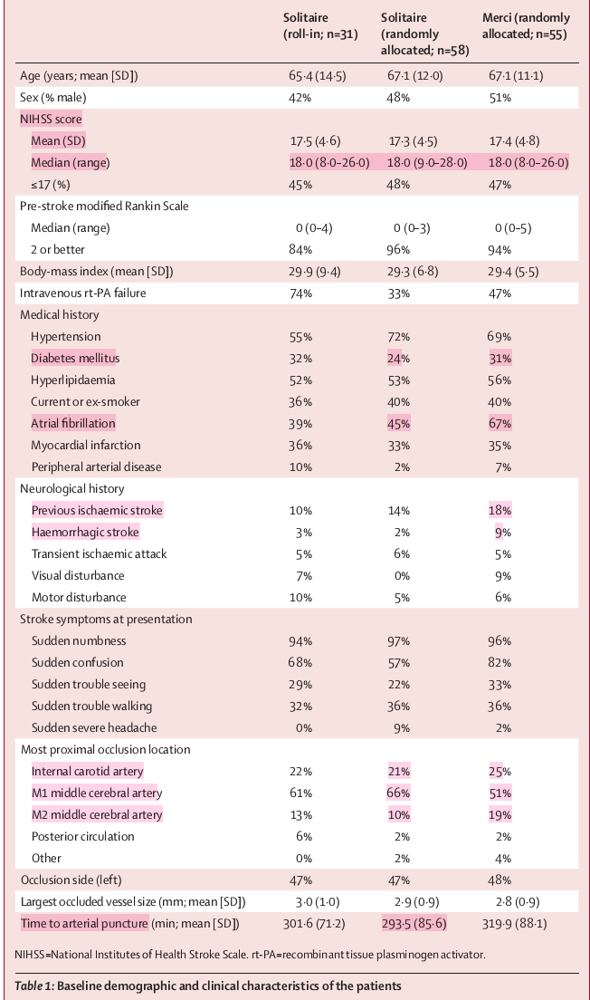 Solitaire (roll-in; n=31) Solitaire (randomly allocated; n=58) Merci (randomly allocated; n=55)
Age (years; mean [SD]) 65·4 (14·5) 67·1 (12·0) 67·1 (11·1)
Sex (% male) 42% 48% 51%
NIHSS score
Mean (SD) 17·5 (4·6) 17·3 (4·5) 17·4 (4·8)
Median (range) 18·0 (8·0–26·0) 18·0 (9·0–28·0) 18·0 (8·0–26·0)
≤17 (%) 45% 48% 47%
Pre-stroke modified Rankin Scale
Median (range) 0 (0–4) 0 (0–3) 0 (0–5)
2 or better 84% 96% 94%
Body-mass index (mean [SD]) 29·9 (9·4) 29·3 (6·8) 29·4 (5·5)
Intravenous rt-PA failure 74% 33% 47%
Medical history
Hypertension 55% 72% 69%
Diabetes mellitus 32% 24% 31%
Hyperlipidaemia 52% 53% 56%
Current or ex-smoker 36% 40% 40%
Atrial fibrillation 39% 45% 67%
Myocardial infarction 36% 33% 35%
Peripheral arterial disease 10% 2% 7%
Neurological history
Previous ischaemic stroke 10% 14% 18%
Haemorrhagic stroke 3% 2% 9%
Transient ischaemic attack 5% 6% 5%
Visual disturbance 7% 0% 9%
Motor disturbance 10% 5% 6%
Stroke symptoms at presentation
Sudden numbness 94% 97% 96%
Sudden confusion 68% 57% 82%
Sudden trouble seeing 29% 22% 33%
Sudden trouble walking 32% 36% 36%
Sudden severe headache 0% 9% 2%
Most proximal occlusion location
Internal carotid artery 22% 21% 25%
M1 middle cerebral artery 61% 66% 51%
M2 middle cerebral artery 13% 10% 19%
Posterior circulation 6% 2% 2%
Other 0% 2% 4%
Occlusion side (left) 47% 47% 48%
Largest occluded vessel size (mm; mean [SD]) 3·0 (1·0) 2·9 (0·9) 2·8 (0·9)
Time to arterial puncture (min; mean [SD]) 301·6 (71·2) 293·5 (85·6) 319·9 (88·1)
NIHSS=National Institutes of Health Stroke Scale. rt-PA=recombinant tissue plasminogen activator.
Table 1: Baseline demographic and clinical characteristics of the patients